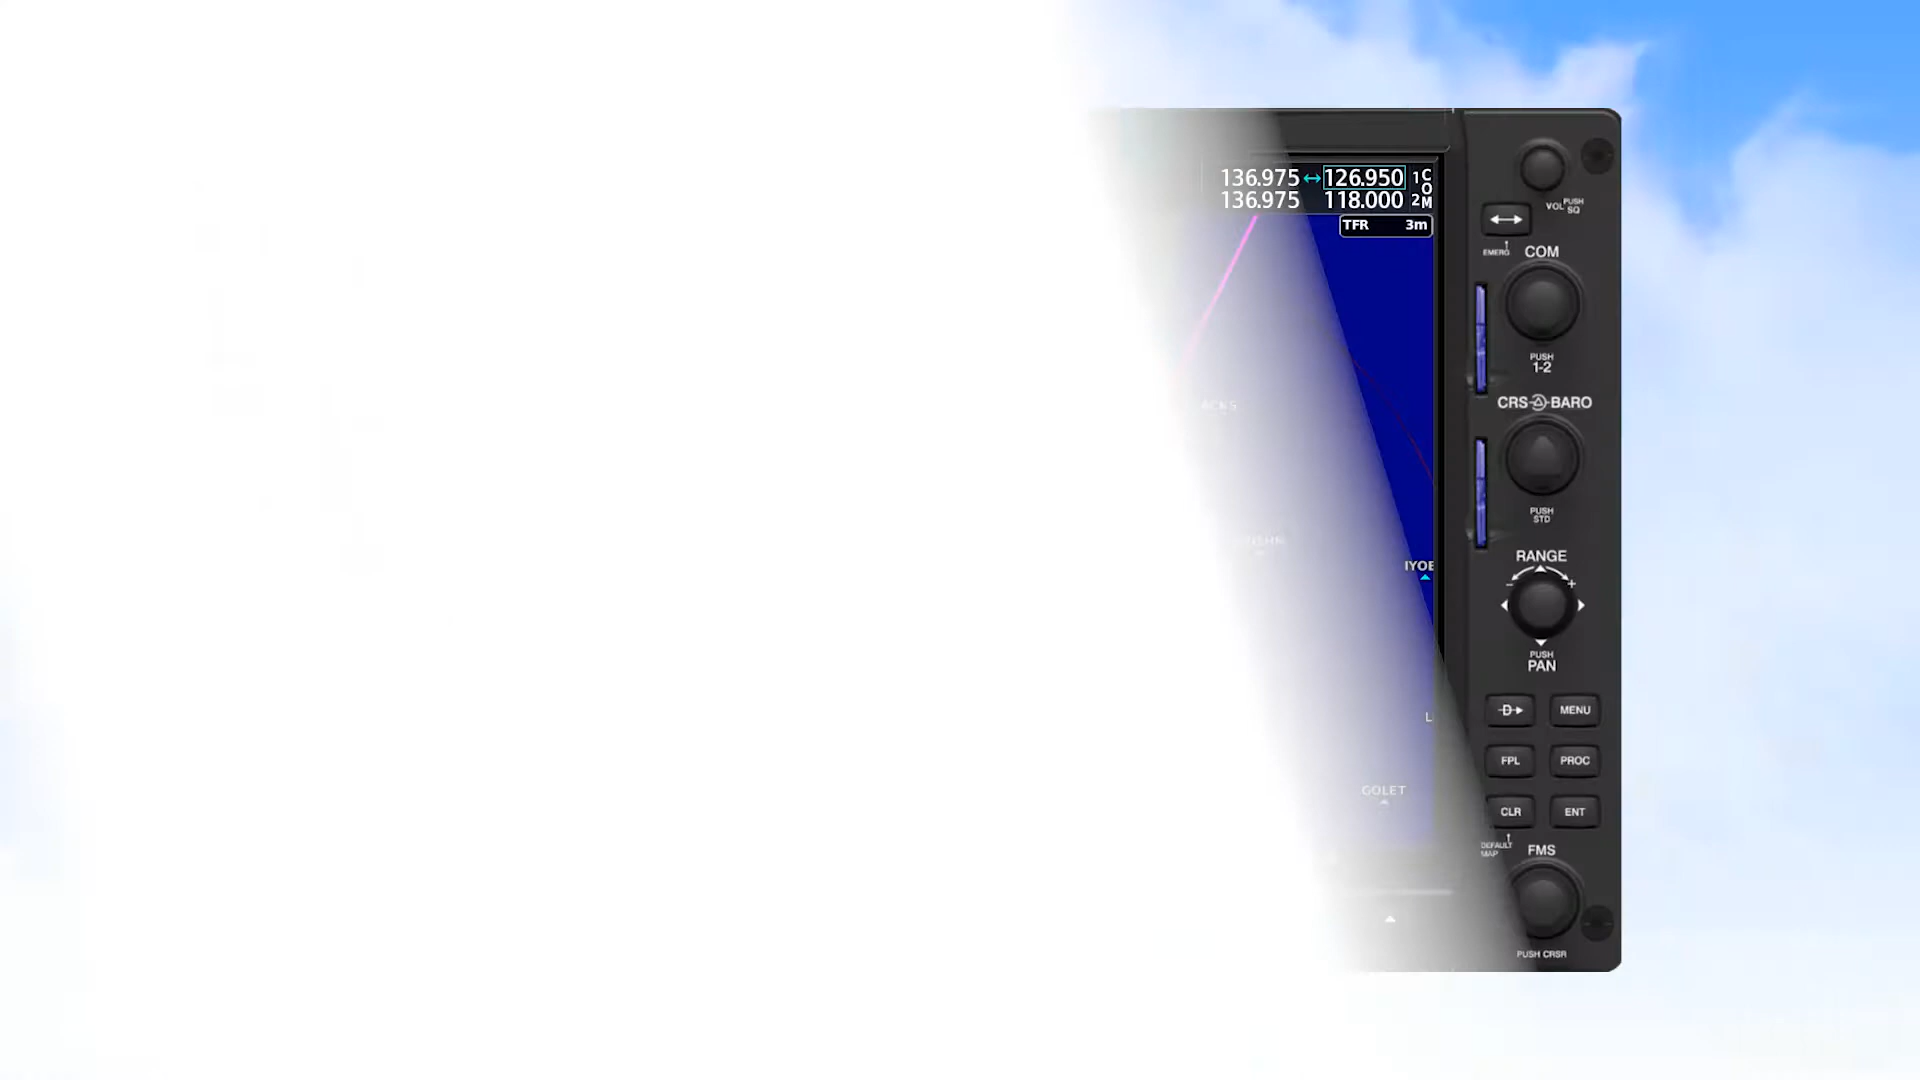 136.975 ↔ 126.950 1 C
O
136.975 118.000 2 M
TFR 3m
VOL PUSH SQ
EMERG
COM
PUSH
1-2
CRS BARO
PUSH
STD
RANGE
- +
PUSH
PAN
D MENU
FPL PROC
CLR ENT
DEFAULT MAP
FMS
PUSH CRSR
IYOE
GOLET